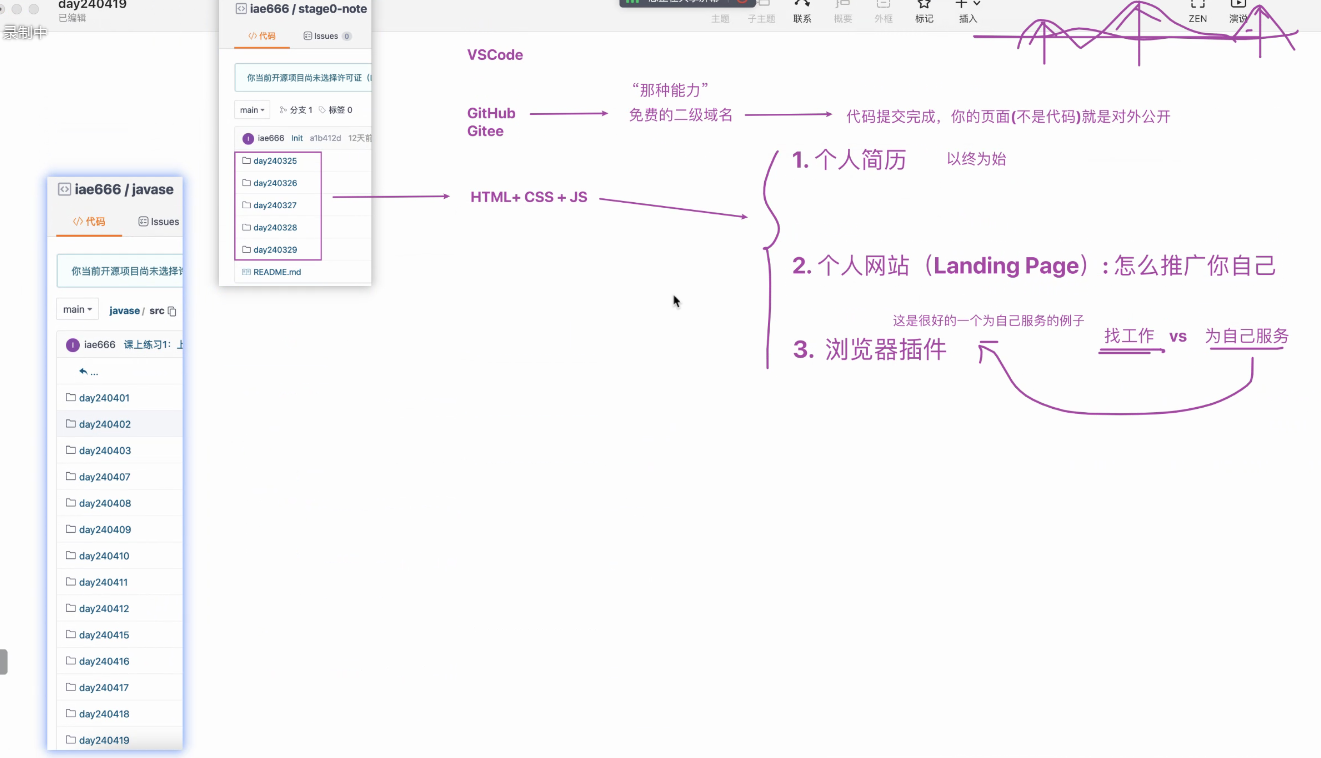 day240419
已编辑
录制中
主题 子主题 联系 概要 外框 标记 插入 ZEN 演说
iae666 / stage0-note
代码 Issues 0
你当前开源项目尚未选择许可证
main 分支 1 标签 0
iae666 Init a1b412d 12天前
day240325
day240326
day240327
day240328
day240329
README.md
iae666 / javase
代码 Issues
你当前开源项目尚未选择
main javase / src
iae666 课上练习1：
...
day240401
day240402
day240403
day240407
day240408
day240409
day240410
day240411
day240412
day240415
day240416
day240417
day240418
day240419
VSCode
GitHub
Gitee
“那种能力”
免费的二级域名
代码提交完成，你的页面(不是代码)就是对外公开
HTML+ CSS + JS
1. 个人简历 以终为始
2. 个人网站（Landing Page）: 怎么推广你自己
这是很好的一个为自己服务的例子
3. 浏览器插件
找工作 vs 为自己服务